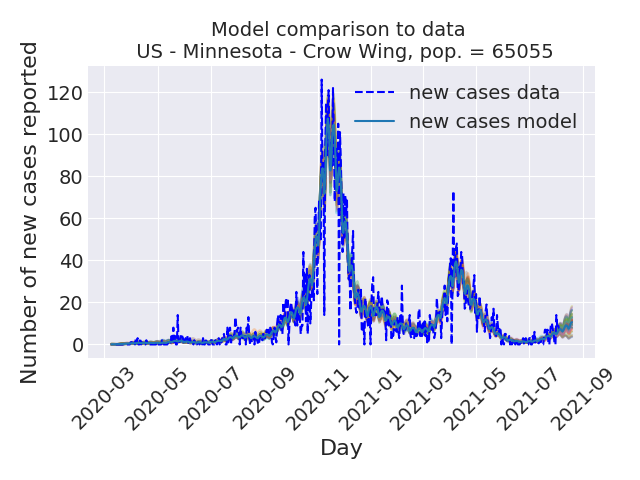 Model comparison to data
US - Minnesota - Crow Wing, pop. = 65055
Number of new cases reported
120
100
80
60
40
20
0
new cases data
new cases model
2020-03
2020-05
2020-07
2020-09
2020-11
2021-01
2021-03
2021-05
2021-07
2021-09
Day